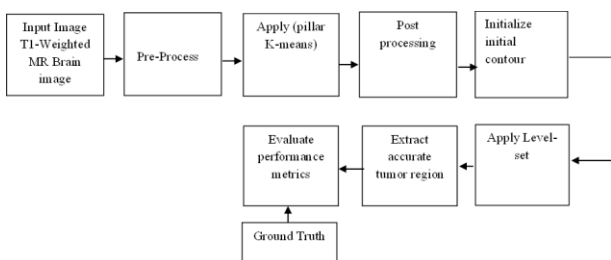 Input Image
T1-Weighted
MR Brain
image
Pre-Process
Apply (pillar
K-means)
Post
processing
Initialize
initial
contour
Evaluate
performance
metrics
Extract
accurate
tumor region
Apply Level-
set
Ground Truth